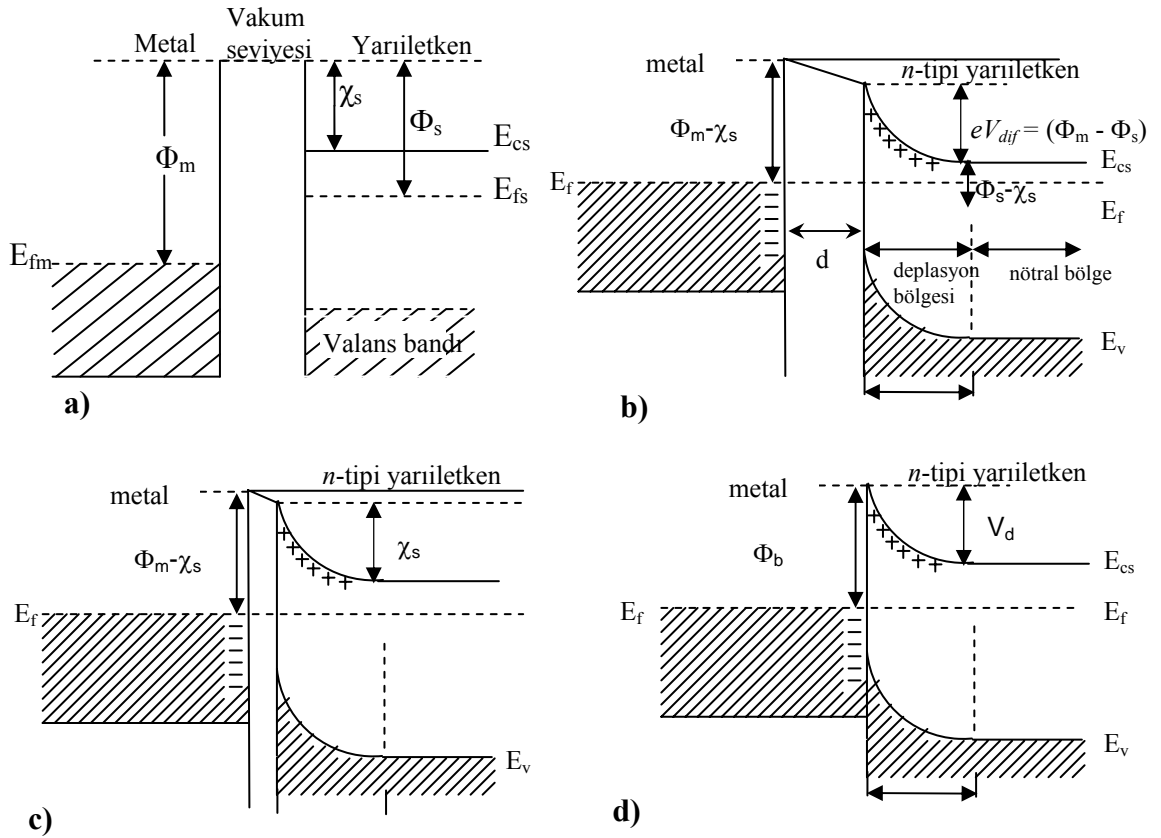 Vakum
seviyesi
Metal
Yarıiletken
χs
Φs
Φm
Ecs
Efs
Efm
Valans bandı
a)
metal
n-tipi yarıiletken
Φm-χs
eVdif = (Φm - Φs)
Ecs
Ef
Φs-χs
Ef
d
deplasyon
bölgesi
nötral bölge
Ev
b)
n-tipi yarıiletken
metal
Φm-χs
χs
Ef
Ev
c)
n-tipi yarıiletken
metal
Vd
Φb
Ecs
Ef
Ef
Ev
d)